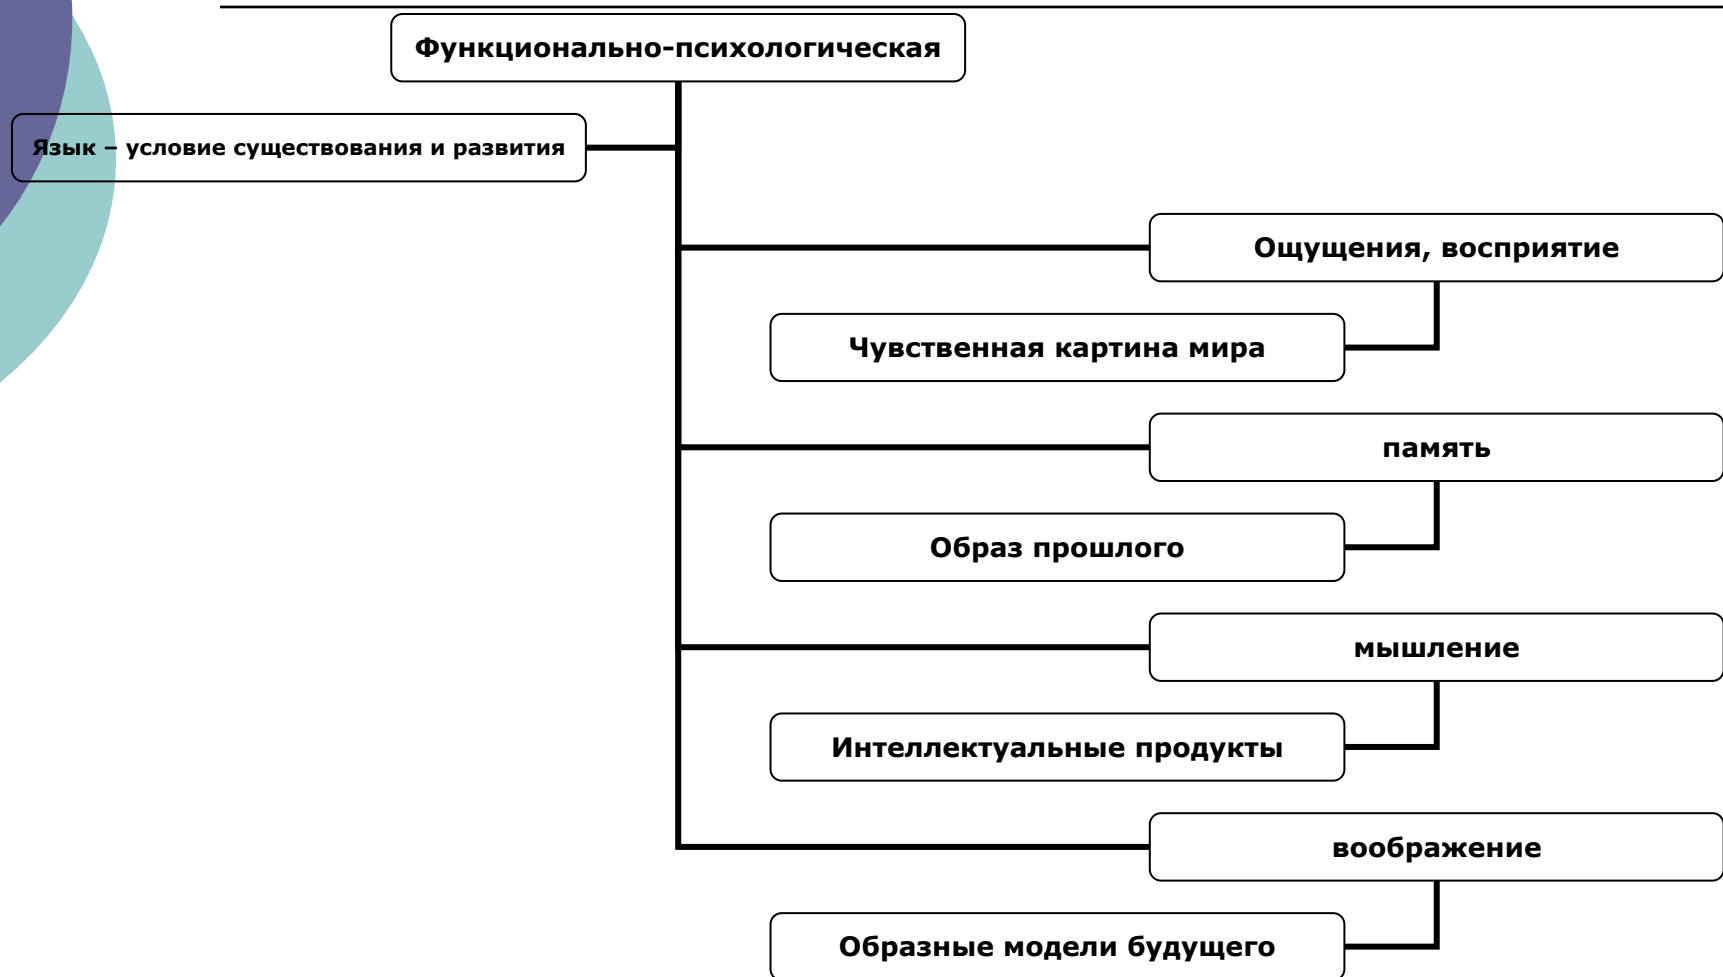 Функционально-психологическая
Язык – условие существования и развития
Ощущения, восприятие
Чувственная картина мира
память
Образ прошлого
мышление
Интеллектуальные продукты
воображение
Образные модели будущего